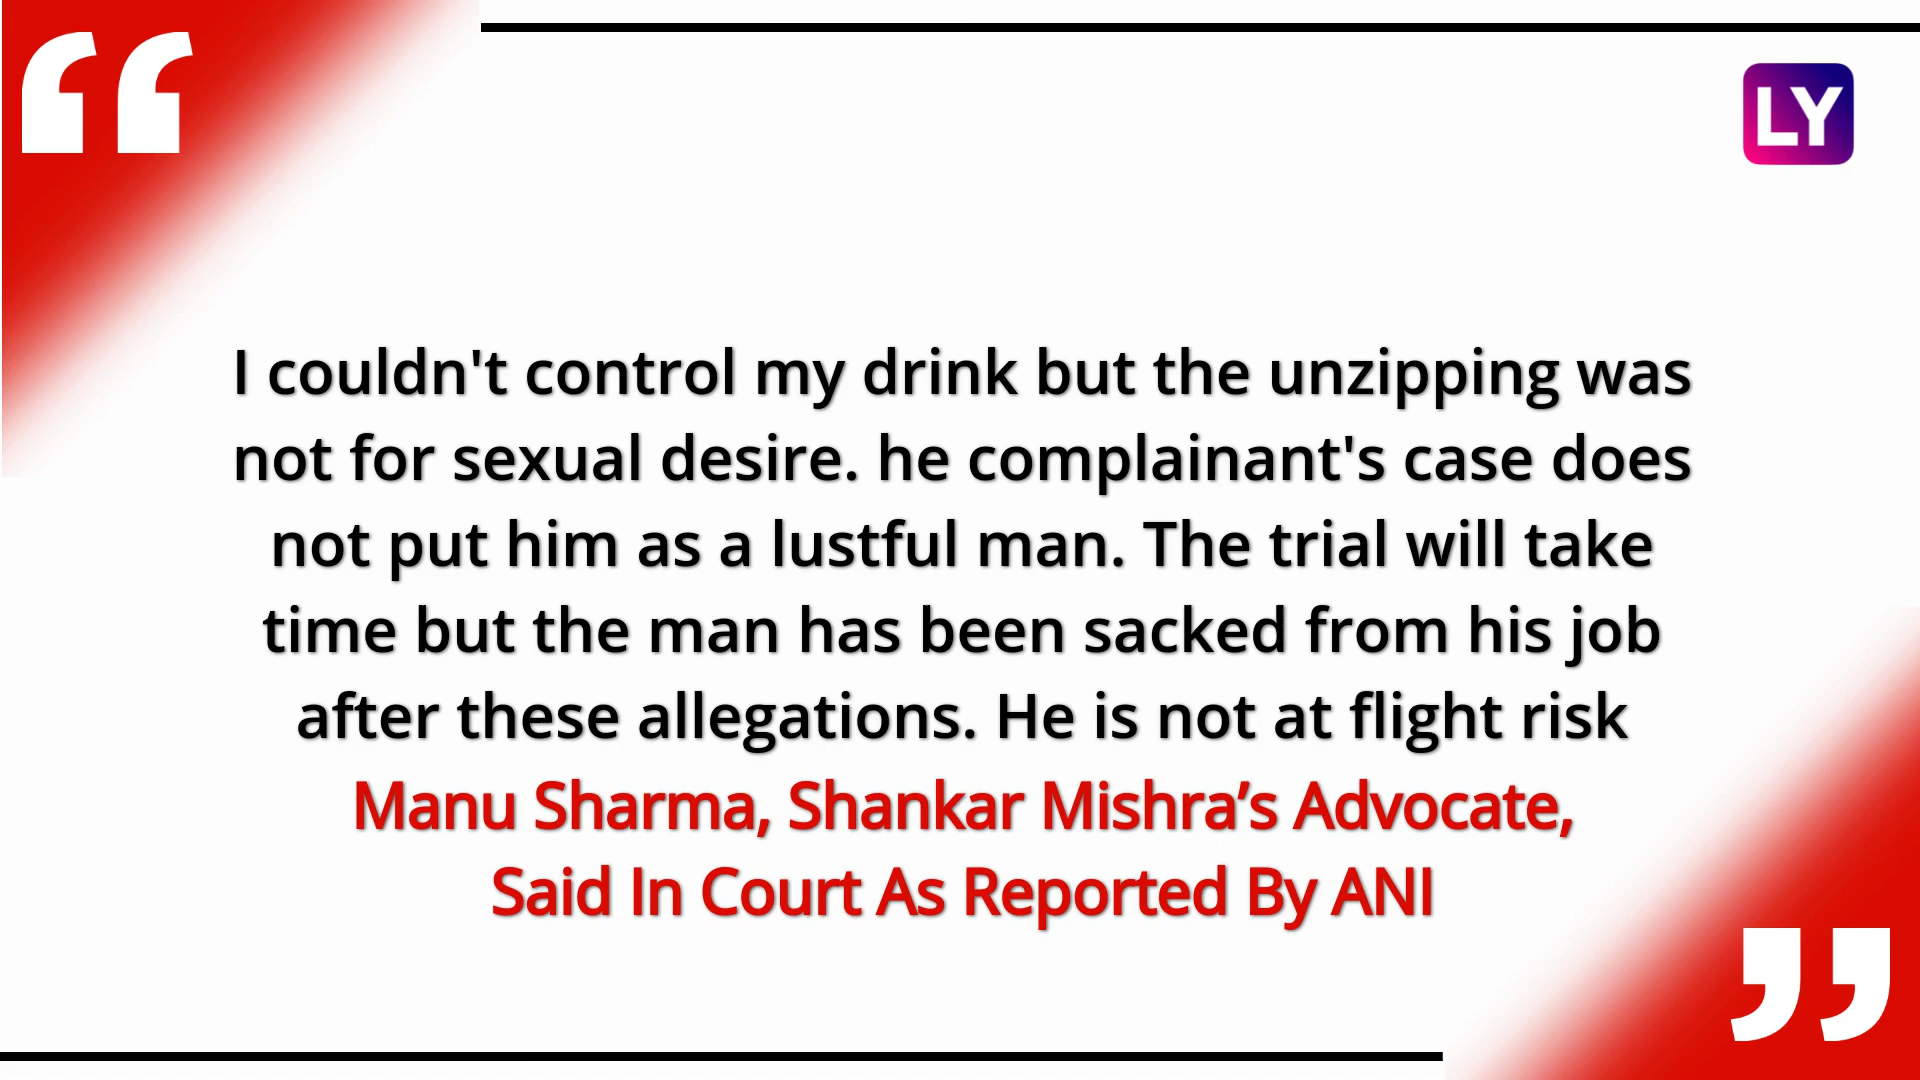 LY
I couldn't control my drink but the unzipping was
not for sexual desire. he complainant's case does
not put him as a lustful man. The trial will take
time but the man has been sacked from his job
after these allegations. He is not at flight risk
Manu Sharma, Shankar Mishra’s Advocate,
Said In Court As Reported By ANI